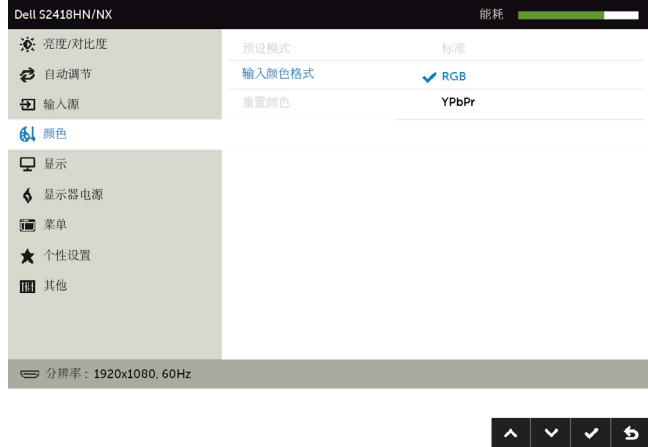 Dell S2418HN/NX 能耗
亮度/对比度 预设模式 标准
自动调节 输入颜色格式 RGB
输入源 重置颜色 YPbPr
颜色
显示
显示器电源
菜单
个性设置
其他
分辨率 : 1920x1080, 60Hz